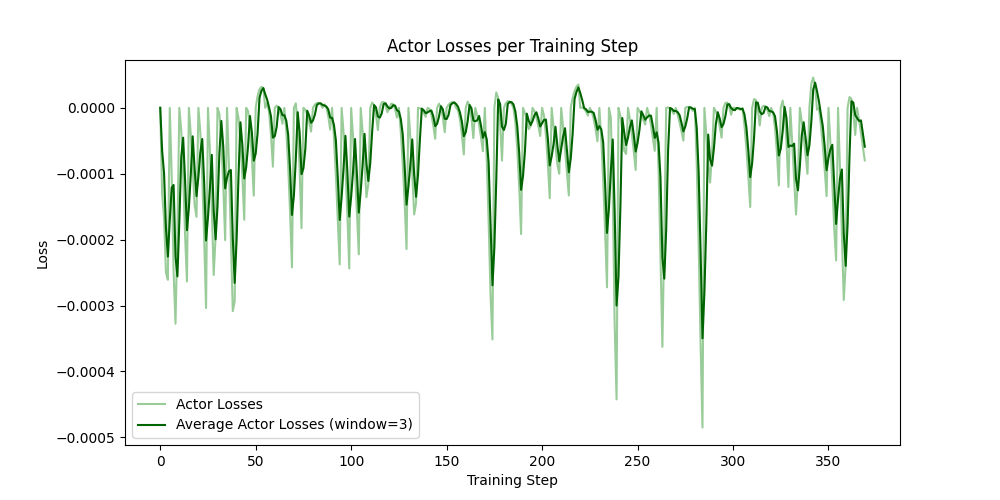 Actor Losses per Training Step
Loss
0.0000
−0.0001
−0.0002
−0.0003
−0.0004
−0.0005
Actor Losses
Average Actor Losses (window=3)
0 50 100 150 200 250 300 350
Training Step